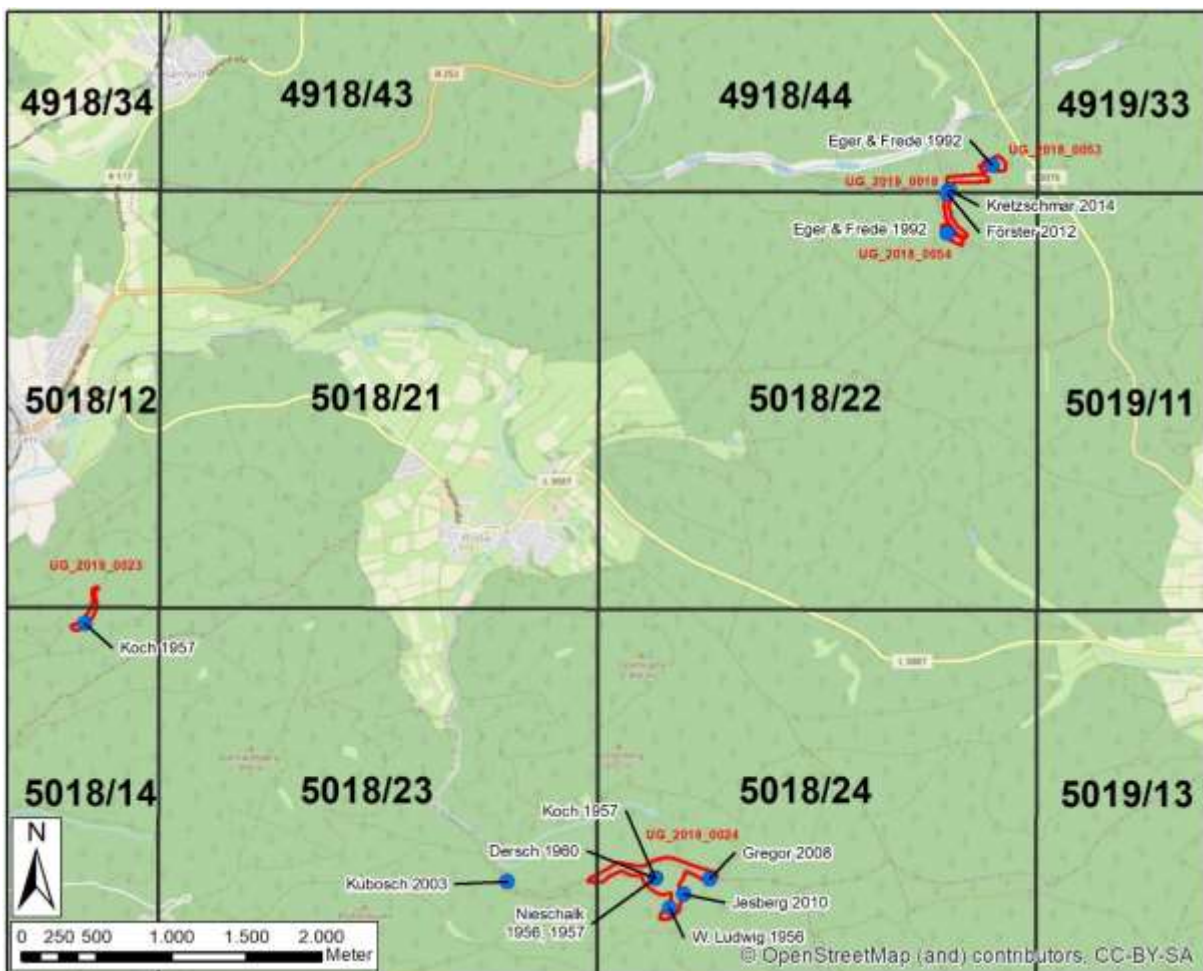 4918/34
4918/43
4918/44
4919/33
Eger & Frede 1992
UG_2018_0053
UG_2019_0018
Kretzschmar 2014
Eger & Frede 1992
Förster 2012
UG_2018_0054
5018/12
5018/21
5018/22
5019/11
UG_2019_0023
Koch 1957
5018/14
5018/23
5018/24
5019/13
Koch 1957
UG_2018_0024
Dersch 1980
Gregor 2008
Kubosch 2003
Nieschalk
1956, 1957
Jesberg 2010
W. Ludwig 1956
N
0 250 500 1.000 1.500 2.000
Meter
© OpenStreetMap (and) contributors, CC-BY-SA